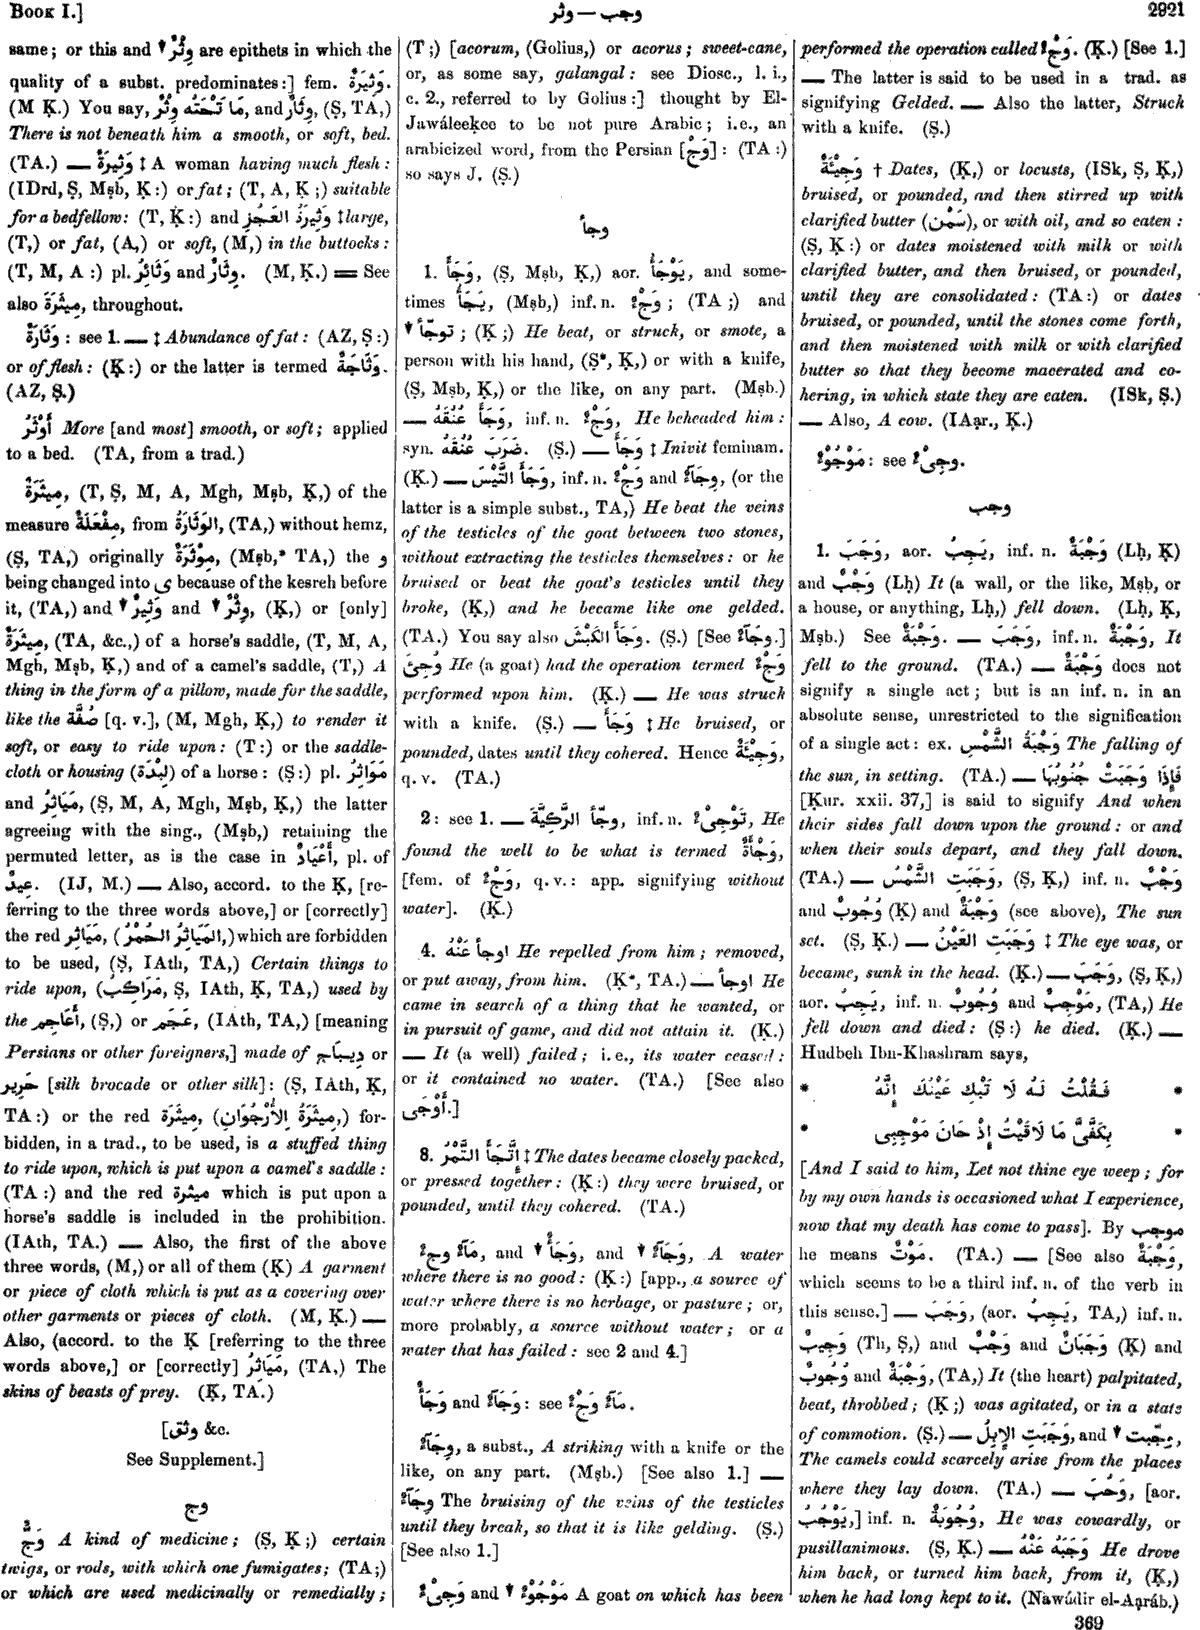 Book I.]
وثر — وجب
2921
same; or this and ↓ وِثْرٌ are epithets in which the
quality of a subst. predominates:] fem. وَثِيرَةٌ.
(M Ḳ.) You say, مَا تَحْتَهُ وِثْرٌ, and وِثَارٌ, (Ṣ, TA,)
There is not beneath him a smooth, or soft, bed.
(TA.) — وَثِيرَةٌ ‡ A woman having much flesh:
(IDrd, Ṣ, Mṣb, Ḳ:) or fat; (T, A, Ḳ;) suitable
for a bedfellow: (T, Ḳ:) and وَثِيرَةُ العَجُزِ ‡ large,
(T,) or fat, (A,) or soft, (M,) in the buttocks:
(T, M, A:) pl. وَثَائِرُ and وِثَارٌ. (M, Ḳ.) = See
also مِيثَرَةٌ, throughout.
وَثَارَةٌ: see 1. — ‡ Abundance of fat: (AZ, Ṣ:)
or of flesh: (Ḳ:) or the latter is termed وَثَاجَةٌ.
(AZ, Ṣ.)
أَوْثَرُ More [and most] smooth, or soft; applied
to a bed. (TA, from a trad.)
مِيثَرَةٌ, (T, Ṣ, M, A, Mgh, Mṣb, Ḳ,) of the
measure مِفْعَلَةٌ, from الوَثَارَةُ, (TA,) without hemz,
(Ṣ, TA,) originally مِوْثَرَةٌ, (Mṣb,* TA,) the و
being changed into ى because of the kesreh before
it, (TA,) and ↓ وَثِيرٌ and ↓ وِثْرٌ, (Ḳ,) or [only]
مِيثَرَةٌ, (TA, &c.,) of a horse's saddle, (T, M, A,
Mgh, Mṣb, Ḳ,) and of a camel's saddle, (T,) A
thing in the form of a pillow, made for the saddle,
like the صُفَّة [q. v.], (M, Mgh, Ḳ,) to render it
soft, or easy to ride upon: (T:) or the saddle-
cloth or housing (لِبْدَة) of a horse: (Ṣ:) pl. مَوَاثِرُ
and مَيَاثِرُ, (Ṣ, M, A, Mgh, Mṣb, Ḳ,) the latter
agreeing with the sing., (Mṣb,) retaining the
permuted letter, as is the case in أَعْيَادٌ, pl. of
عِيدٌ. (IJ, M.) — Also, accord. to the Ḳ, [re-
ferring to the three words above,] or [correctly]
the red مَيَاثِر, (المَيَاثِرُ الحُمْرُ,) which are forbidden
to be used, (Ṣ, IAth, TA,) Certain things to
ride upon, (مَرَاكِبُ, Ṣ, IAth, Ḳ, TA,) used by
the أَعَاجِم, (Ṣ,) or عَجَم, (IAth, TA,) [meaning
Persians or other foreigners,] made of دِيبَاج or
حَرِير [silk brocade or other silk]: (Ṣ, IAth, Ḳ,
TA:) or the red مِيثَرَة, (مِيثَرَةُ الأُرْجُوَانِ,) for-
bidden, in a trad., to be used, is a stuffed thing
to ride upon, which is put upon a camel's saddle:
(TA:) and the red ميثرة which is put upon a
horse's saddle is included in the prohibition.
(IAth, TA.) — Also, the first of the above
three words, (M,) or all of them (Ḳ) A garment
or piece of cloth which is put as a covering over
other garments or pieces of cloth. (M, Ḳ.) —
Also, (accord. to the Ḳ [referring to the three
words above,] or [correctly] مَيَاثِرُ, (TA,) The
skins of beasts of prey. (Ḳ, TA.)
[وثق &c.
See Supplement.]
وج
وَجٌّ A kind of medicine; (Ṣ, Ḳ;) certain
twigs, or rods, with which one fumigates; (TA;)
or which are used medicinally or remedially;
(T;) [acorum, (Golius,) or acorus; sweet-cane,
or, as some say, galangal: see Diosc., l. i.,
c. 2., referred to by Golius:] thought by El-
Jawáleeḳee to be not pure Arabic; i.e., an
arabicized word, from the Persian [وَجْ]: (TA:)
so says J. (Ṣ.)
وجأ
1. وَجَأَ, (Ṣ, Mṣb, Ḳ,) aor. يَوْجَأُ, and some-
times يَجَأُ, (Mṣb,) inf. n. وَجْءٌ; (TA;) and
↓ توجّأ; (Ḳ;) He beat, or struck, or smote, a
person with his hand, (Ṣ*, Ḳ,) or with a knife,
(Ṣ, Mṣb, Ḳ,) or the like, on any part. (Mṣb.)
— وَجَأَ عُنُقَهُ, inf. n. وَجْءٌ, He beheaded him:
syn. ضَرَبَ عُنُقَهُ. (Ṣ.) — وَجَأَ ‡ Inivit feminam.
(Ḳ.) — وَجَأَ التَّيْسَ, inf. n. وَجْءٌ and وِجَآءٌ, (or the
latter is a simple subst., TA,) He beat the veins
of the testicles of the goat between two stones,
without extracting the testicles themselves: or he
bruised or beat the goat's testicles until they
broke, (Ḳ,) and he became like one gelded.
(TA.) You say also وَجَأَ الكَبْشَ. (Ṣ.) [See وِجَآءٌ.]
وُجِئَ He (a goat) had the operation termed وَجْءٌ
performed upon him. (Ḳ.) — He was struck
with a knife. (Ṣ.) — وَجَأَ ‡ He bruised, or
pounded, dates until they cohered. Hence وَجِيْئَةٌ,
q. v. (TA.)
2: see 1. — وَجّأ الرَّكِيَّةَ, inf. n. تَوْجِىْءٌ, He
found the well to be what is termed وَجْأَةٌ,
[fem. of وَجْءٌ, q. v.: app. signifying without
water]. (Ḳ.)
4. اوجأ عَنْهُ He repelled from him; removed,
or put away, from him. (Ḳ*, TA.) — اوجأ He
came in search of a thing that he wanted, or
in pursuit of game, and did not attain it. (Ḳ.)
— It (a well) failed; i.e., its water ceased:
or it contained no water. (TA.) [See also
أَوْجَى.]
8. إِتَّجَأَ التَّمْرُ ‡ The dates became closely packed,
or pressed together: (Ḳ:) they were bruised, or
pounded, until they cohered. (TA.)
مَآءٌ وَجْءٌ, and ↓ وَجَأٌ, and ↓ وَجَآءٌ, A water
where there is no good: (Ḳ:) [app., a source of
water where there is no herbage, or pasture; or,
more probably, a source without water; or a
water that has failed: see 2 and 4.]
وَجَأٌ and وَجَآءٌ: see مَآءٌ وَجْءٌ.
وِجَآءٌ, a subst., A striking with a knife or the
like, on any part. (Mṣb.) [See also 1.] —
وِجَآءٌ The bruising of the veins of the testicles
until they break, so that it is like gelding. (Ṣ.)
[See also 1.]
وَجِىْءٌ and ↓ مَوْجُوْءٌ A goat on which has been
performed the operation called وَجْءٌ. (Ḳ.) [See 1.]
— The latter is said to be used in a trad. as
signifying Gelded. — Also the latter, Struck
with a knife. (Ṣ.)
وَجِيْئَةٌ † Dates, (Ḳ,) or locusts, (ISk, Ṣ, Ḳ,)
bruised, or pounded, and then stirred up with
clarified butter (سَمْن), or with oil, and so eaten:
(Ṣ, Ḳ:) or dates moistened with milk or with
clarified butter, and then bruised, or pounded,
until they are consolidated: (TA:) or dates
bruised, or pounded, until the stones come forth,
and then moistened with milk or with clarified
butter so that they become macerated and co-
hering, in which state they are eaten. (ISk, Ṣ.)
— Also, A cow. (IAạr., Ḳ.)
مَوْجُوْءٌ: see وجِىْءٌ.
وجب
1. وَجَبَ, aor. يَجِبُ, inf. n. وَجْبَةٌ (Lḥ, Ḳ)
and وَجْبٌ (Lḥ) It (a wall, or the like, Mṣb, or
a house, or anything, Lḥ,) fell down. (Lḥ, Ḳ,
Mṣb.) See وَجْبَةٌ. — وَجَبَ, inf. n. وَجْبَةٌ, It
fell to the ground. (TA.) — وَجْبَةٌ does not
signify a single act; but is an inf. n. in an
absolute sense, unrestricted to the signification
of a single act: ex. وَجْبَةُ الشَّمْسِ The falling of
the sun, in setting. (TA.) — فَإِذَا وَجَبَتْ جُنُوبُهَا
[Ḳur. xxii. 37,] is said to signify And when
their sides fall down upon the ground: or and
when their souls depart, and they fall down.
(TA.) — وَجَبَتِ الشَّمْسُ, (Ṣ, Ḳ,) inf. n. وَجْبٌ
and وُجُوبٌ (Ḳ) and وَجْبَةٌ (see above), The sun
set. (Ṣ, Ḳ.) — وَجَبَتِ العَيْنُ ‡ The eye was, or
became, sunk in the head. (Ḳ.) — وَجَبَ, (Ṣ, Ḳ,)
aor. يَجِبُ, inf. n. وُجُوبٌ and مَوْجِبٌ, (TA,) He
fell down and died: (Ṣ:) he died. (Ḳ.) —
Hudbeh Ibn-Khashram says,
* فَقُلْتُ لَهُ لَا تَبْكِ عَيْنُكَ إِنَّهُ *
* بِكَفَّىَّ مَا لَاقَيْتُ إِذْ حَانَ مَوْجِبِى *
[And I said to him, Let not thine eye weep; for
by my own hands is occasioned what I experience,
now that my death has come to pass]. By موجب
he means مَوْتٌ. (TA.) — [See also وَجْبَةٌ,
which seems to be a third inf. n. of the verb in
this sense.] — وَجَبَ, (aor. يَجِبُ, TA,) inf. n.
وَجِيبٌ (Th, Ṣ,) and وَجْبٌ and وَجَبَانٌ (Ḳ) and
وُجُوبٌ and وَجْبَةٌ, (TA,) It (the heart) palpitated,
beat, throbbed; (Ḳ;) was agitated, or in a state
of commotion. (Ṣ.) — وَجَبَتِ الإِبِلُ, and ↓ وجّبت,
The camels could scarcely arise from the places
where they lay down. (TA.) — وَجُبَ, [aor.
يَوْجُبُ,] inf. n. وُجُوبَةٌ, He was cowardly, or
pusillanimous. (Ṣ, Ḳ.) — وَجَبَهُ عَنْهُ He drove
him back, or turned him back, from it, (Ḳ,)
when he had long kept to it. (Nawádir el-Aạráb.)
369